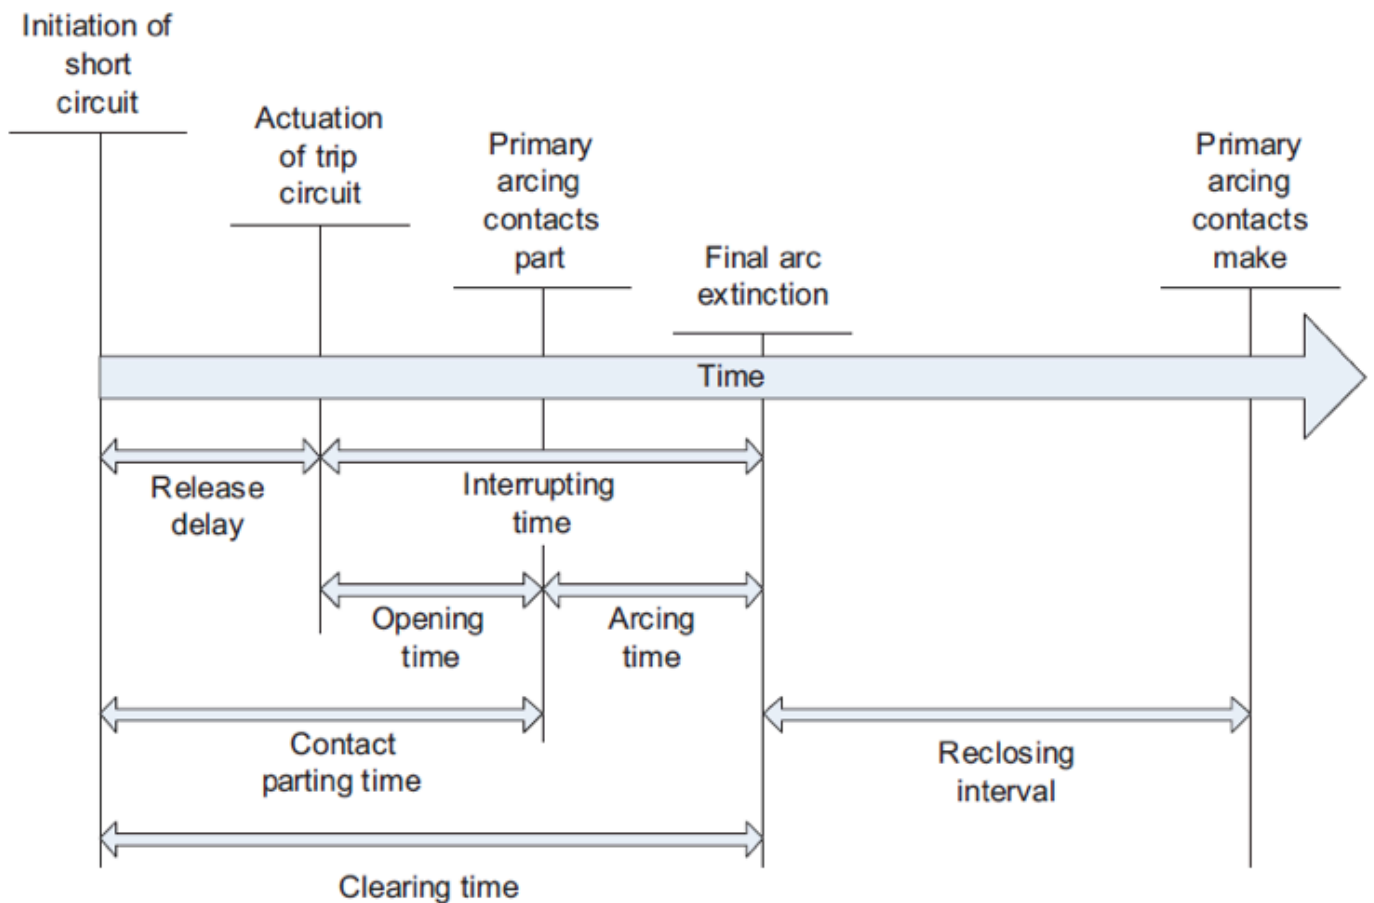 Initiation of
short
circuit
Actuation
of trip
circuit
Primary
arcing
contacts
part
Final arc
extinction
Primary
arcing
contacts
make
Time
Release
delay
Interrupting
time
Opening
time
Arcing
time
Contact
parting time
Reclosing
interval
Clearing time